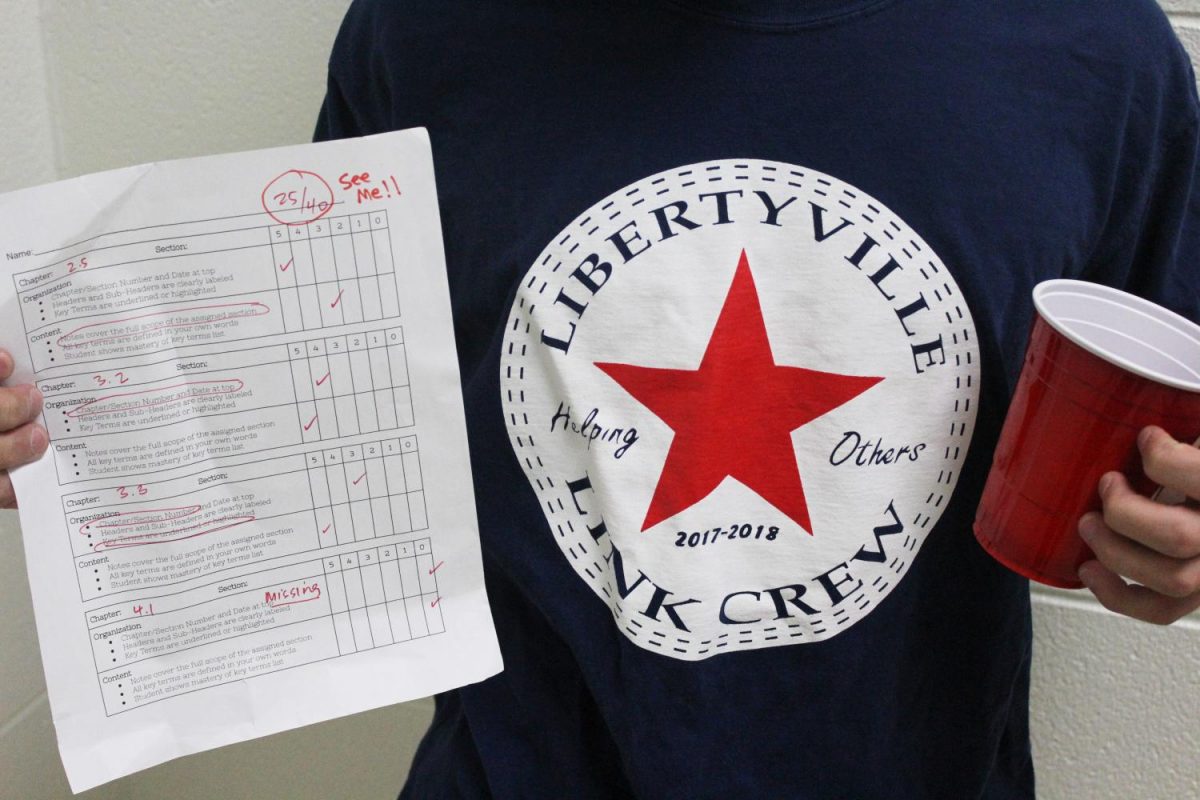 25/40 See Me!!
Name: Section:
5 4 3 2 1 0
Chapter: 2.5
Organization
Chapter/Section Number and Date at top
Headers and Sub-Headers are clearly labeled
Key Terms are underlined or highlighted
✓
Content
Notes cover the full scope of the assigned section
All key terms are defined in your own words
Student shows mastery of key terms list
✓
Chapter: 3.2 Section:
5 4 3 2 1 0
Organization
Chapter/Section Number and Date at top
Headers and Sub-Headers are clearly labeled
Key Terms are underlined or highlighted
✓
Content
Notes cover the full scope of the assigned section
All key terms are defined in your own words
Student shows mastery of key terms list
✓
Chapter: 3.3 Section:
5 4 3 2 1 0
Organization
Chapter/Section Number and Date at top
Headers and Sub-Headers are clearly labeled
Key Terms are underlined or highlighted
✓
Content
Notes cover the full scope of the assigned section
All key terms are defined in your own words
Student shows mastery of key terms list
✓
Chapter: 4.1 Section: Missing
5 4 3 2 1 0
Organization
Chapter/Section Number and Date at top
Headers and Sub-Headers are clearly labeled
Key Terms are underlined or highlighted
✓
Content
Notes cover the full scope of the assigned section
All key terms are defined in your own words
Student shows mastery of key terms list
✓
LIBERTYVILLE
Helping Others
2017-2018
LINK CREW